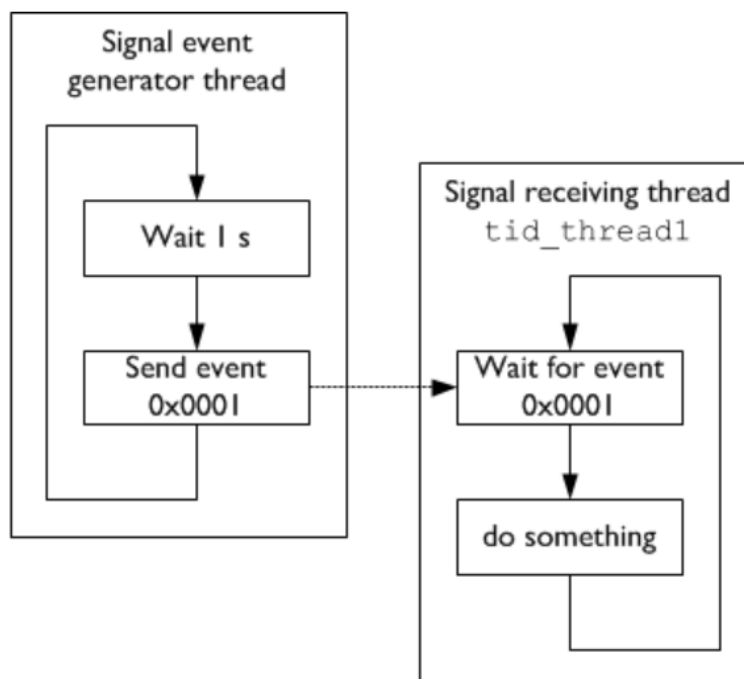 Signal event
generator thread
Wait 1 s
Send event
0x0001
Signal receiving thread
tid_thread1
Wait for event
0x0001
do something